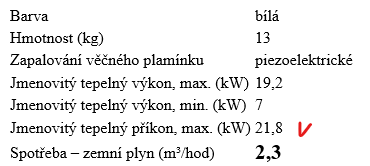 Barva bílá
Hmotnost (kg) 13
Zapalování věčného plamínku piezoelektrické
Jmenovitý tepelný výkon, max. (kW) 19,2
Jmenovitý tepelný výkon, min. (kW) 7
Jmenovitý tepelný příkon, max. (kW) 21,8
Spotřeba – zemní plyn (m³/hod) 2,3